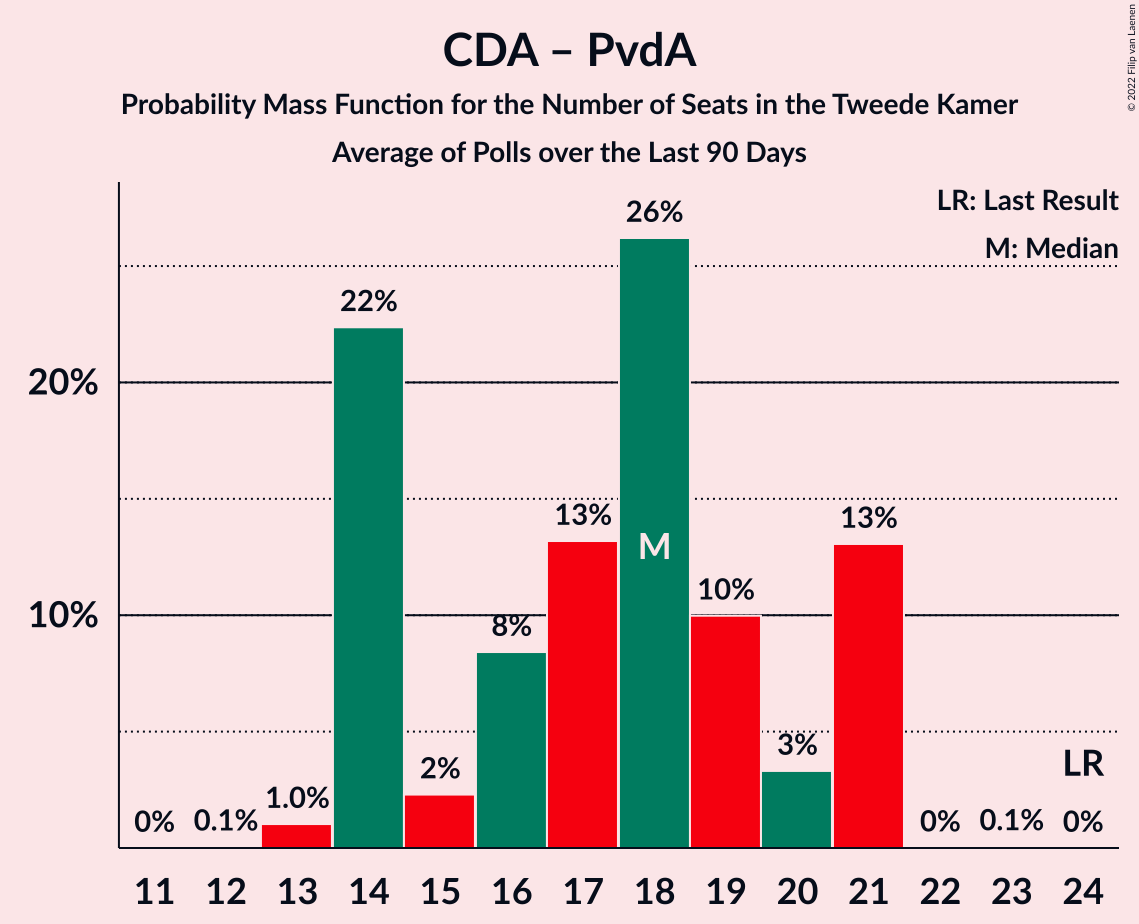 CDA – PvdA
Probability Mass Function for the Number of Seats in the Tweede Kamer
Average of Polls over the Last 90 Days
© 2022 Filip van Laenen
LR: Last Result
M: Median
26%
22%
20%
13%
13%
M
10%
10%
8%
3%
LR
2%
1.0%
0%
0.1%
0%
0.1%
0%
11 12 13 14 15 16 17 18 19 20 21 22 23 24